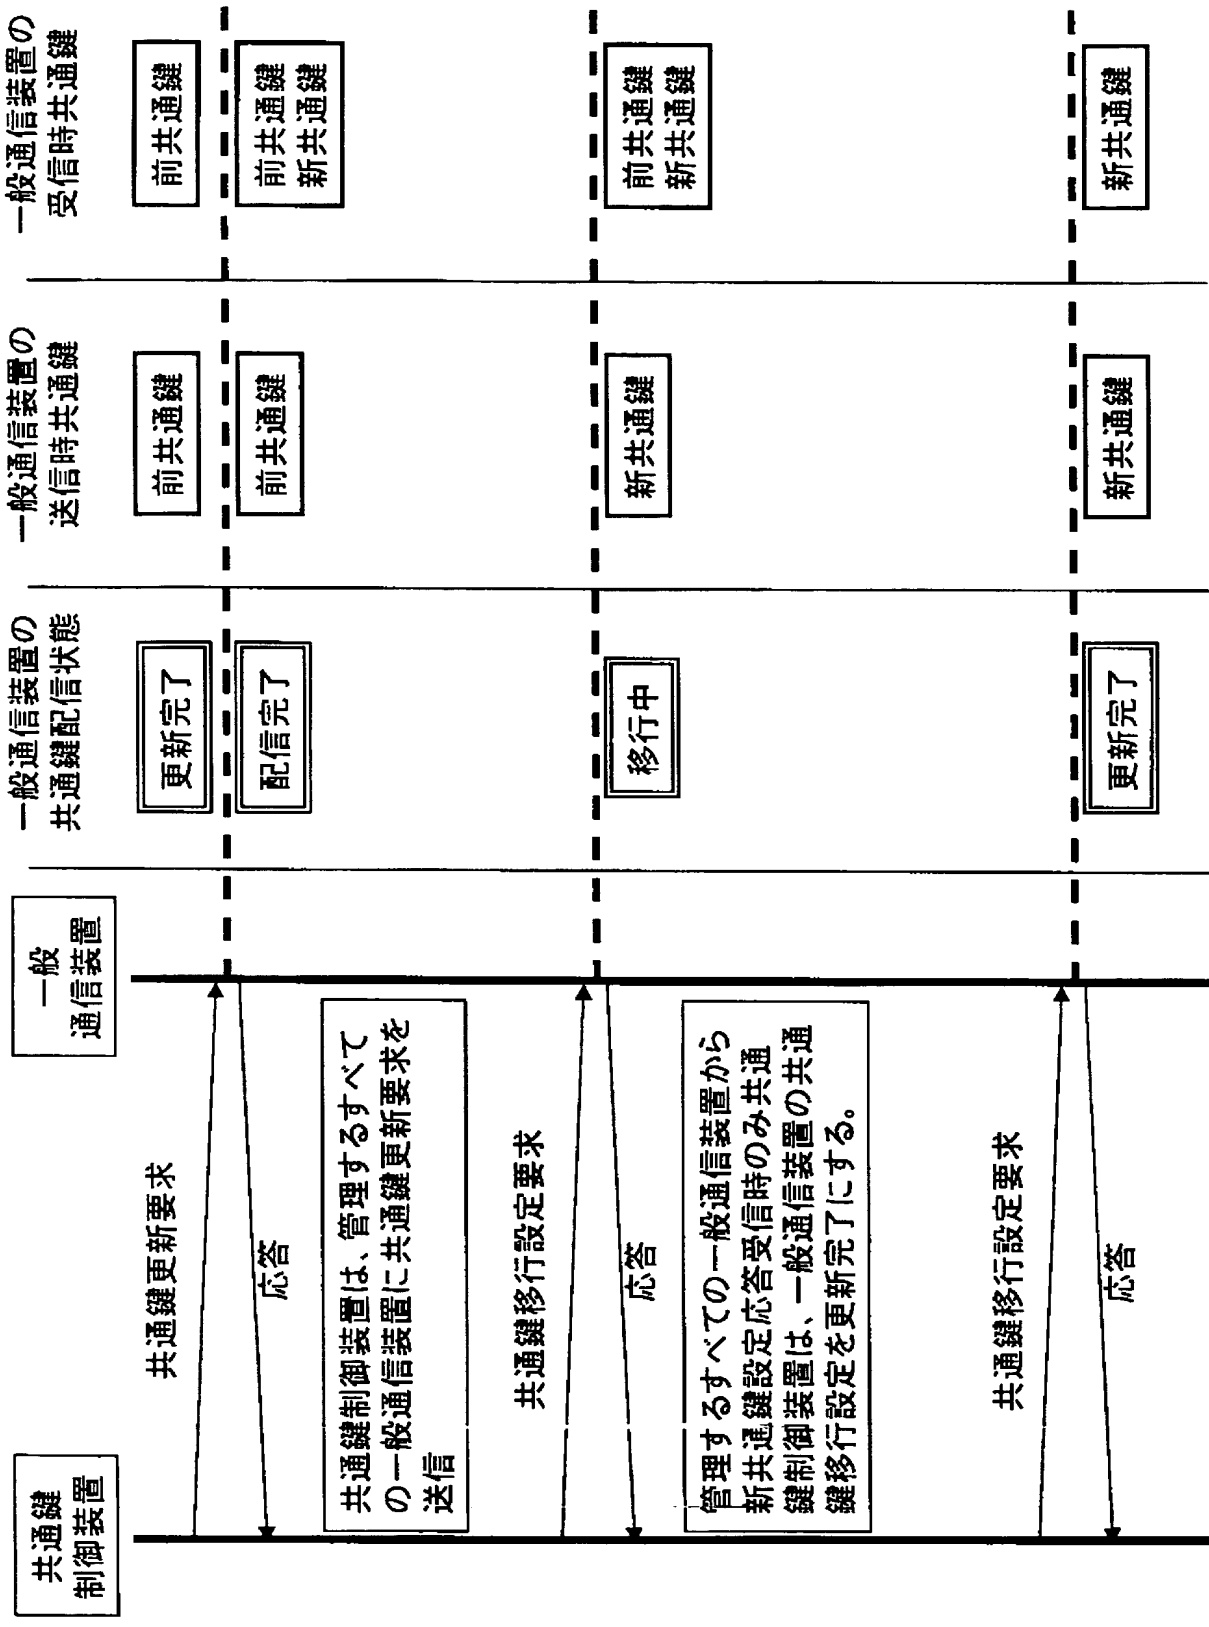 共通鍵
制御装置
一般
通信装置
一般通信装置の
共通鍵配信状態
一般通信装置の
送信時共通鍵
一般通信装置の
受信時共通鍵
更新完了
前共通鍵
前共通鍵
共通鍵更新要求
応答
配信完了
前共通鍵
前共通鍵
新共通鍵
共通鍵制御装置は、管理するすべて
の一般通信装置に共通鍵更新要求を
送信
共通鍵移行設定要求
応答
移行中
新共通鍵
前共通鍵
新共通鍵
管理するすべての一般通信装置から
新共通鍵設定応答受信時のみ共通
鍵制御装置は、一般通信装置の共通
鍵移行設定を更新完了にする。
共通鍵移行設定要求
応答
更新完了
新共通鍵
新共通鍵